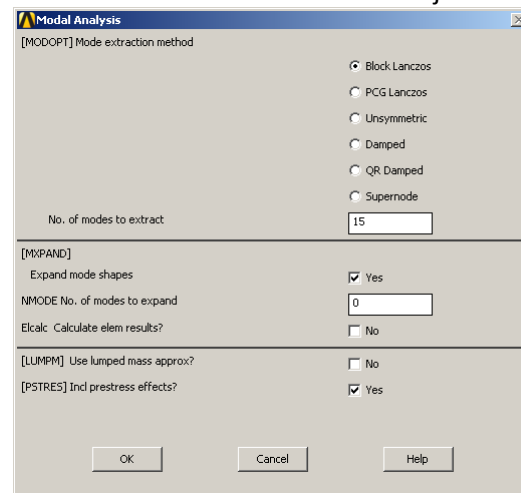 Modal Analysis
[MODOPT] Mode extraction method
Block Lanczos
PCG Lanczos
Unsymmetric
Damped
QR Damped
Supernode
No. of modes to extract 15
[MXPAND]
Expand mode shapes Yes
NMODE No. of modes to expand 0
Elcalc Calculate elem results? No
[LUMPM] Use lumped mass approx? No
[PSTRES] Incl prestress effects? Yes
OK Cancel Help